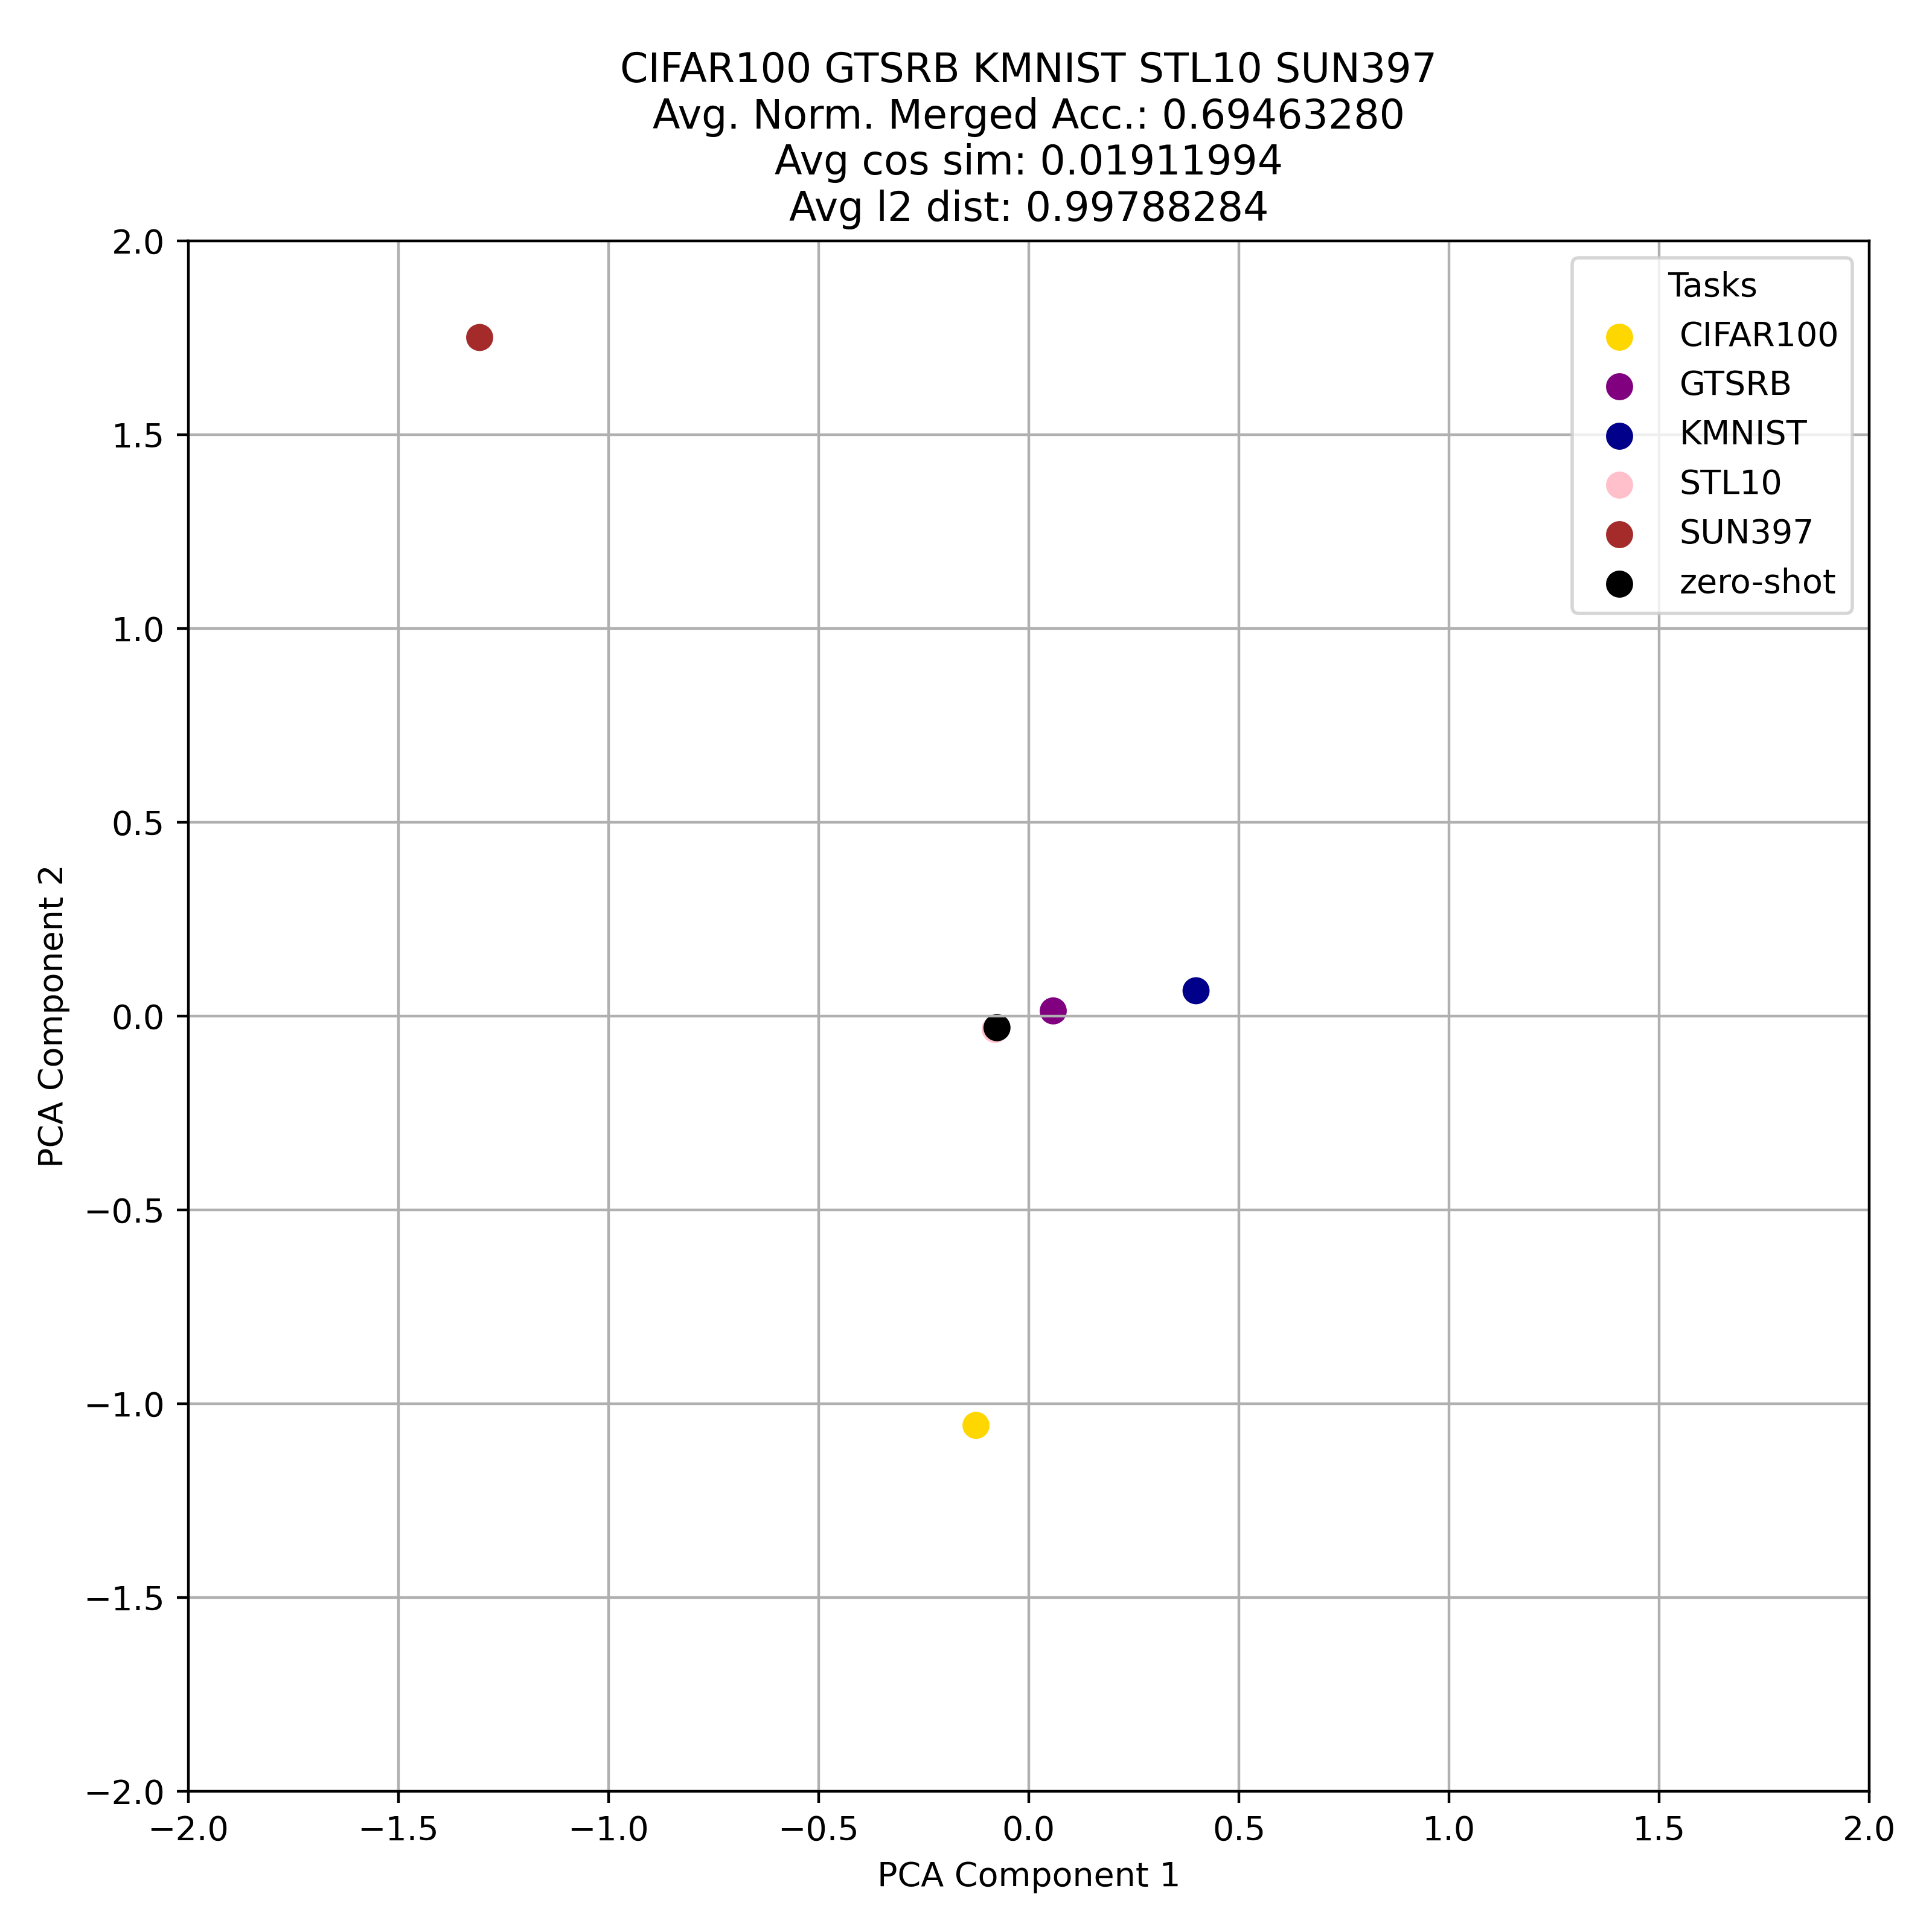 CIFAR100 GTSRB KMNIST STL10 SUN397
Avg. Norm. Merged Acc.: 0.69463280
Avg cos sim: 0.01911994
Avg l2 dist: 0.99788284
Tasks
CIFAR100
GTSRB
KMNIST
STL10
SUN397
zero-shot
2.0
1.5
1.0
0.5
0.0
−0.5
−1.0
−1.5
−2.0
PCA Component 2
−2.0 −1.5 −1.0 −0.5 0.0 0.5 1.0 1.5 2.0
PCA Component 1